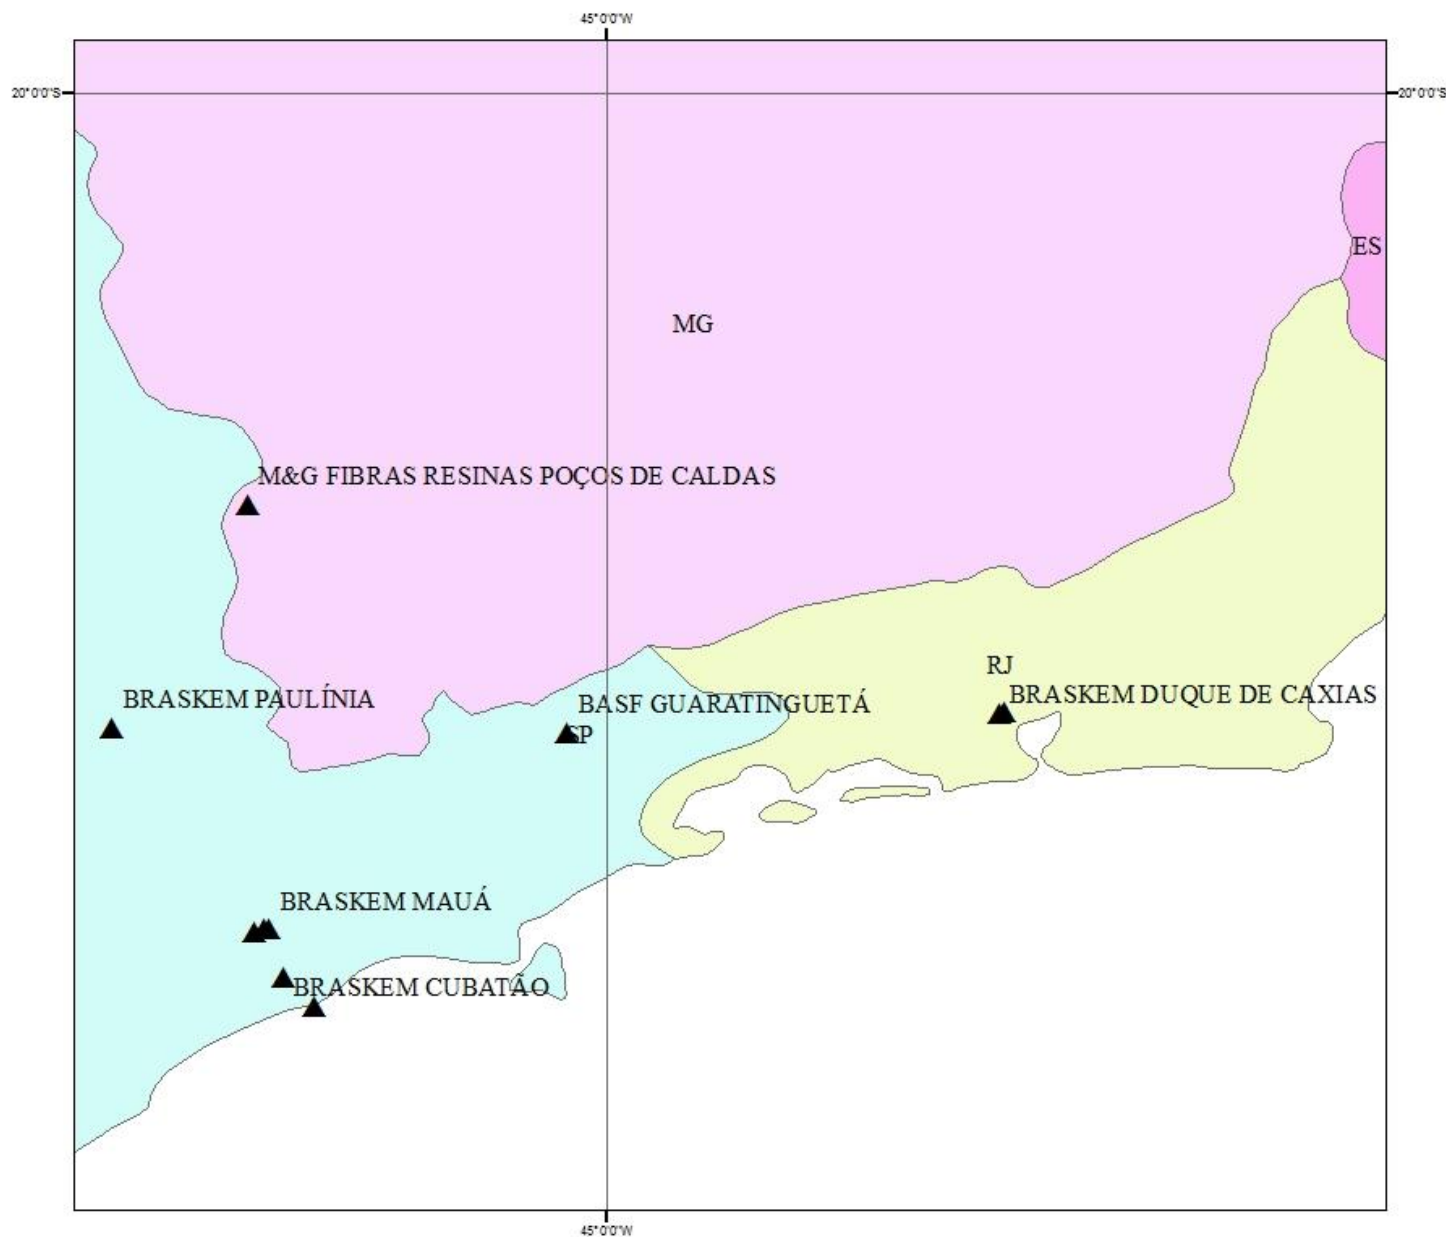 45°0'0"W
20°0'0"S
20°0'0"S
ES
MG
M&G FIBRAS RESINAS POÇOS DE CALDAS
RJ
BRASKEM PAULÍNIA
BASF GUARATINGUETÁ
BRASKEM DUQUE DE CAXIAS
SP
BRASKEM MAUÁ
BRASKEM CUBATÃO
45°0'0"W